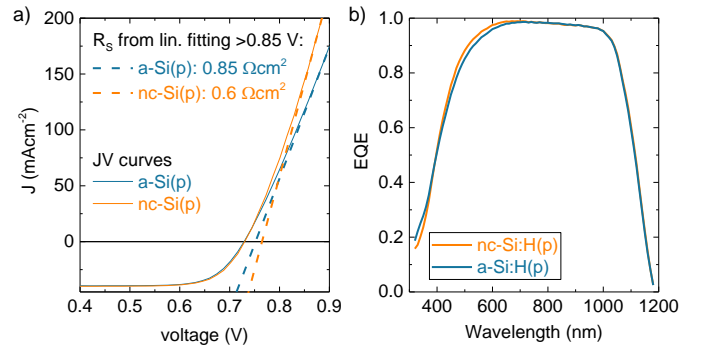 a)
R_S from lin. fitting >0.85 V:
a-Si(p): 0.85 Ωcm²
nc-Si(p): 0.6 Ωcm²
JV curves
a-Si(p)
nc-Si(p)
200
150
100
50
0
J (mAcm⁻²)
0.4 0.5 0.6 0.7 0.8 0.9
voltage (V)
b)
1.0
0.8
0.6
0.4
0.2
0.0
EQE
nc-Si:H(p)
a-Si:H(p)
400 600 800 1000 1200
Wavelength (nm)